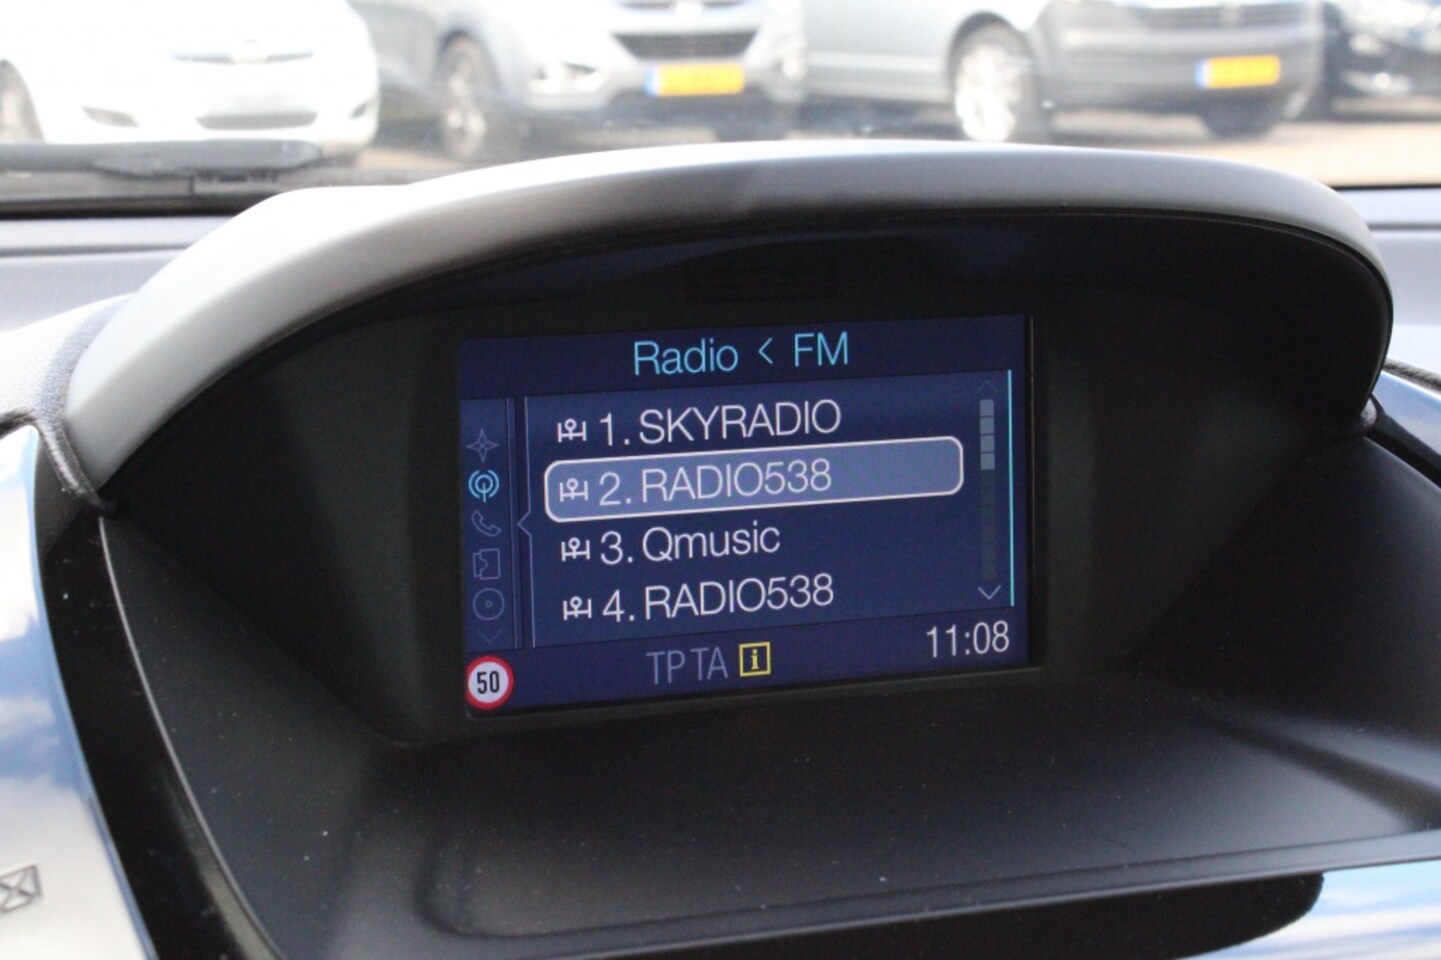 Radio < FM
1. SKYRADIO
2. RADIO538
3. Qmusic
4. RADIO538
TP TA i 11:08
50